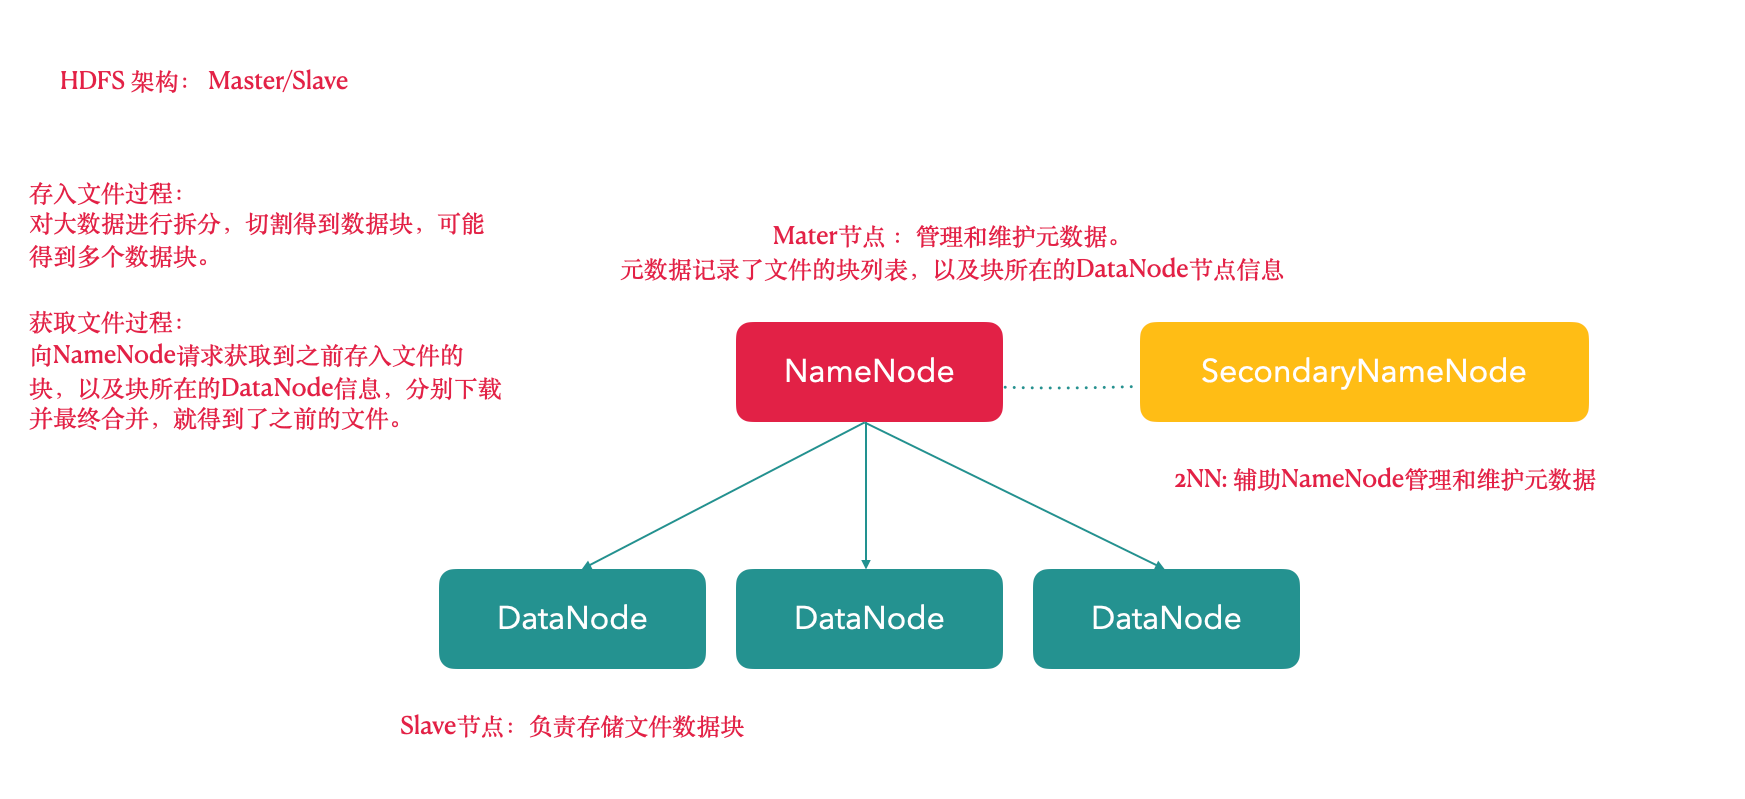 HDFS 架构： Master/Slave
存入文件过程：
对大数据进行拆分，切割得到数据块，可能
得到多个数据块。
获取文件过程：
向NameNode请求获取到之前存入文件的
块，以及块所在的DataNode信息，分别下载
并最终合并，就得到了之前的文件。
Mater节点 ：管理和维护元数据。
元数据记录了文件的块列表，以及块所在的DataNode节点信息
NameNode
SecondaryNameNode
2NN: 辅助NameNode管理和维护元数据
DataNode
DataNode
DataNode
Slave节点：负责存储文件数据块